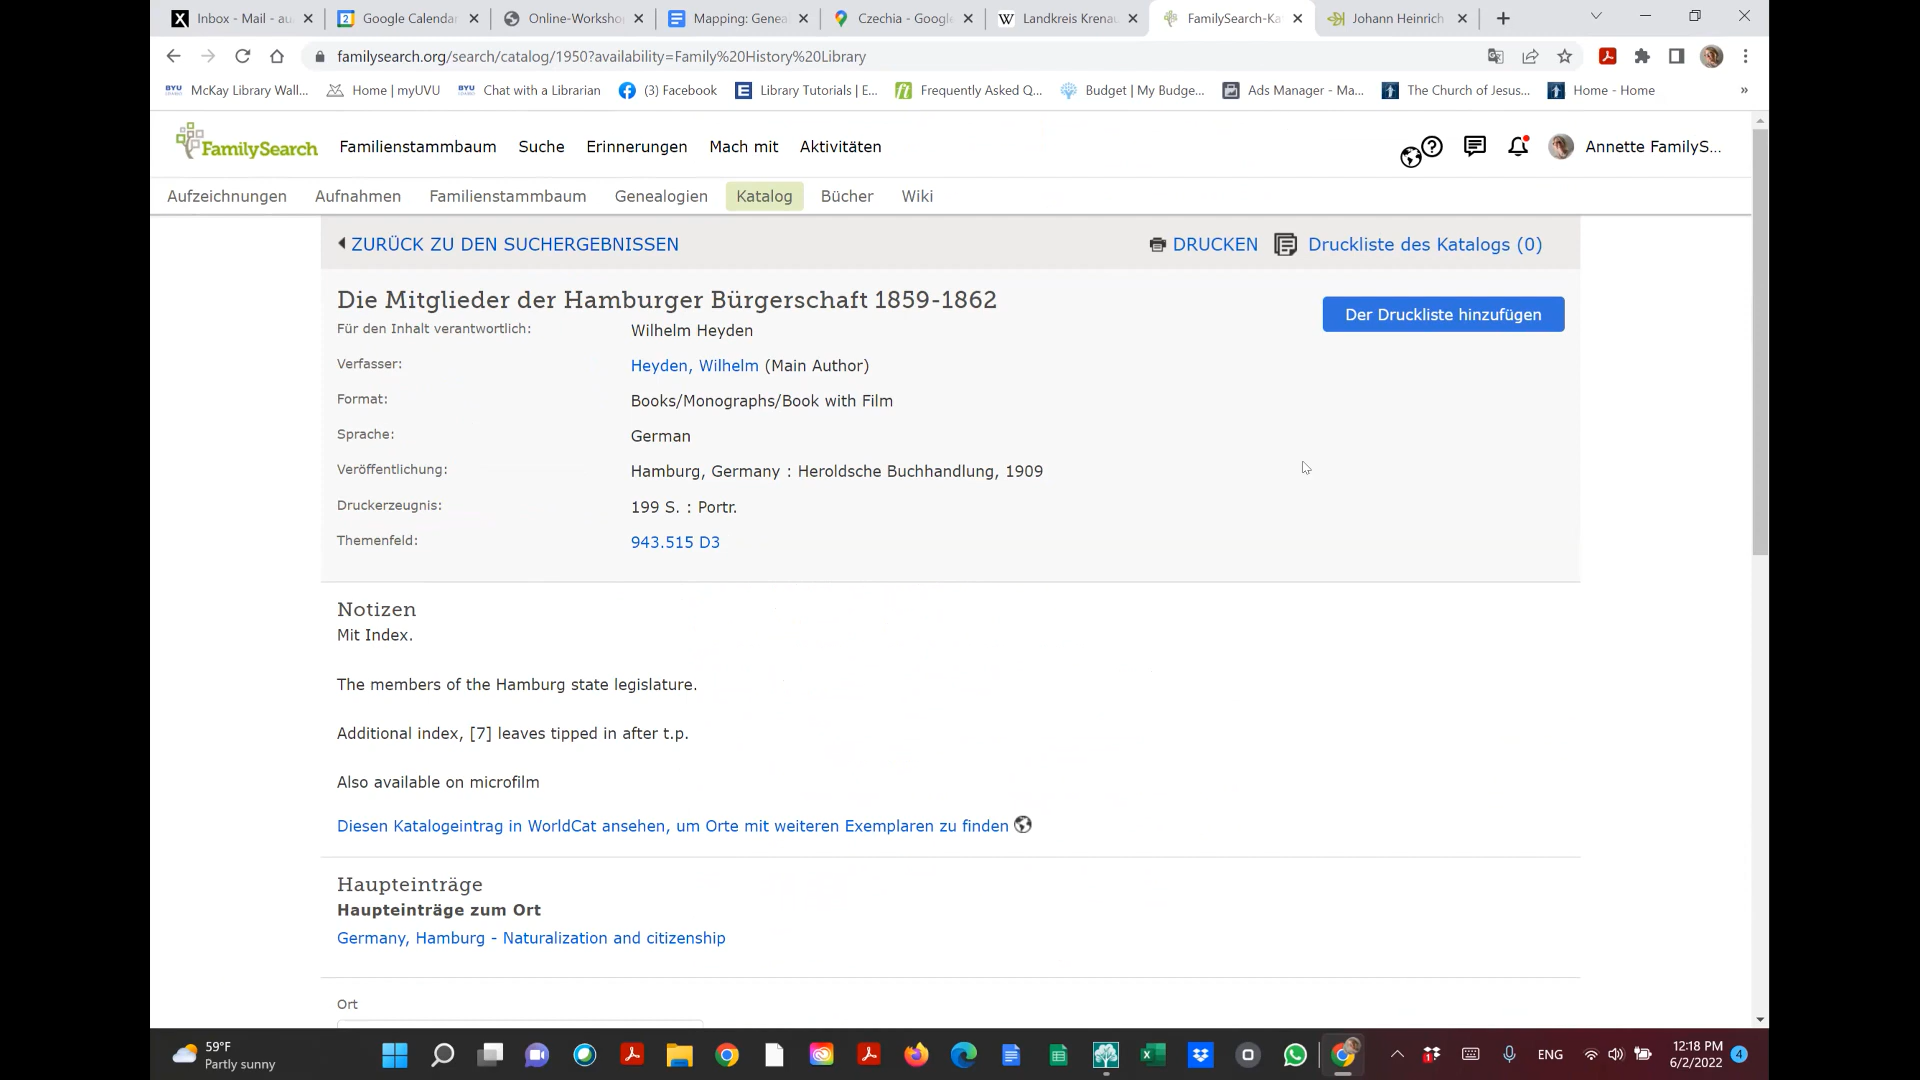 Inbox - Mail - au
Google Calenda
Online-Worksho
Mapping: Genea
Czechia - Google
Landkreis Krenau
FamilySearch-Ka
Johann Heinrich
familysearch.org/search/catalog/1950?availability=Family%20History%20Library
McKay Library Wall...
Home | myUVU
Chat with a Librarian
(3) Facebook
Library Tutorials | E...
Frequently Asked Q...
Budget | My Budge...
Ads Manager - Ma...
The Church of Jesus...
Home - Home
»
FamilySearch
Familienstammbaum
Suche
Erinnerungen
Mach mit
Aktivitäten
Annette FamilyS...
Aufzeichnungen
Aufnahmen
Familienstammbaum
Genealogien
Katalog
Bücher
Wiki
ZURÜCK ZU DEN SUCHERGEBNISSEN
DRUCKEN
Druckliste des Katalogs (0)
Die Mitglieder der Hamburger Bürgerschaft 1859-1862
Der Druckliste hinzufügen
Für den Inhalt verantwortlich: Wilhelm Heyden
Verfasser: Heyden, Wilhelm (Main Author)
Format: Books/Monographs/Book with Film
Sprache: German
Veröffentlichung: Hamburg, Germany : Heroldsche Buchhandlung, 1909
Druckerzeugnis: 199 S. : Portr.
Themenfeld: 943.515 D3
Notizen
Mit Index.
The members of the Hamburg state legislature.
Additional index, [7] leaves tipped in after t.p.
Also available on microfilm
Diesen Katalogeintrag in WorldCat ansehen, um Orte mit weiteren Exemplaren zu finden
Haupteinträge
Haupteinträge zum Ort
Germany, Hamburg - Naturalization and citizenship
Ort
59°F
Partly sunny
ENG
12:18 PM
6/2/2022
4